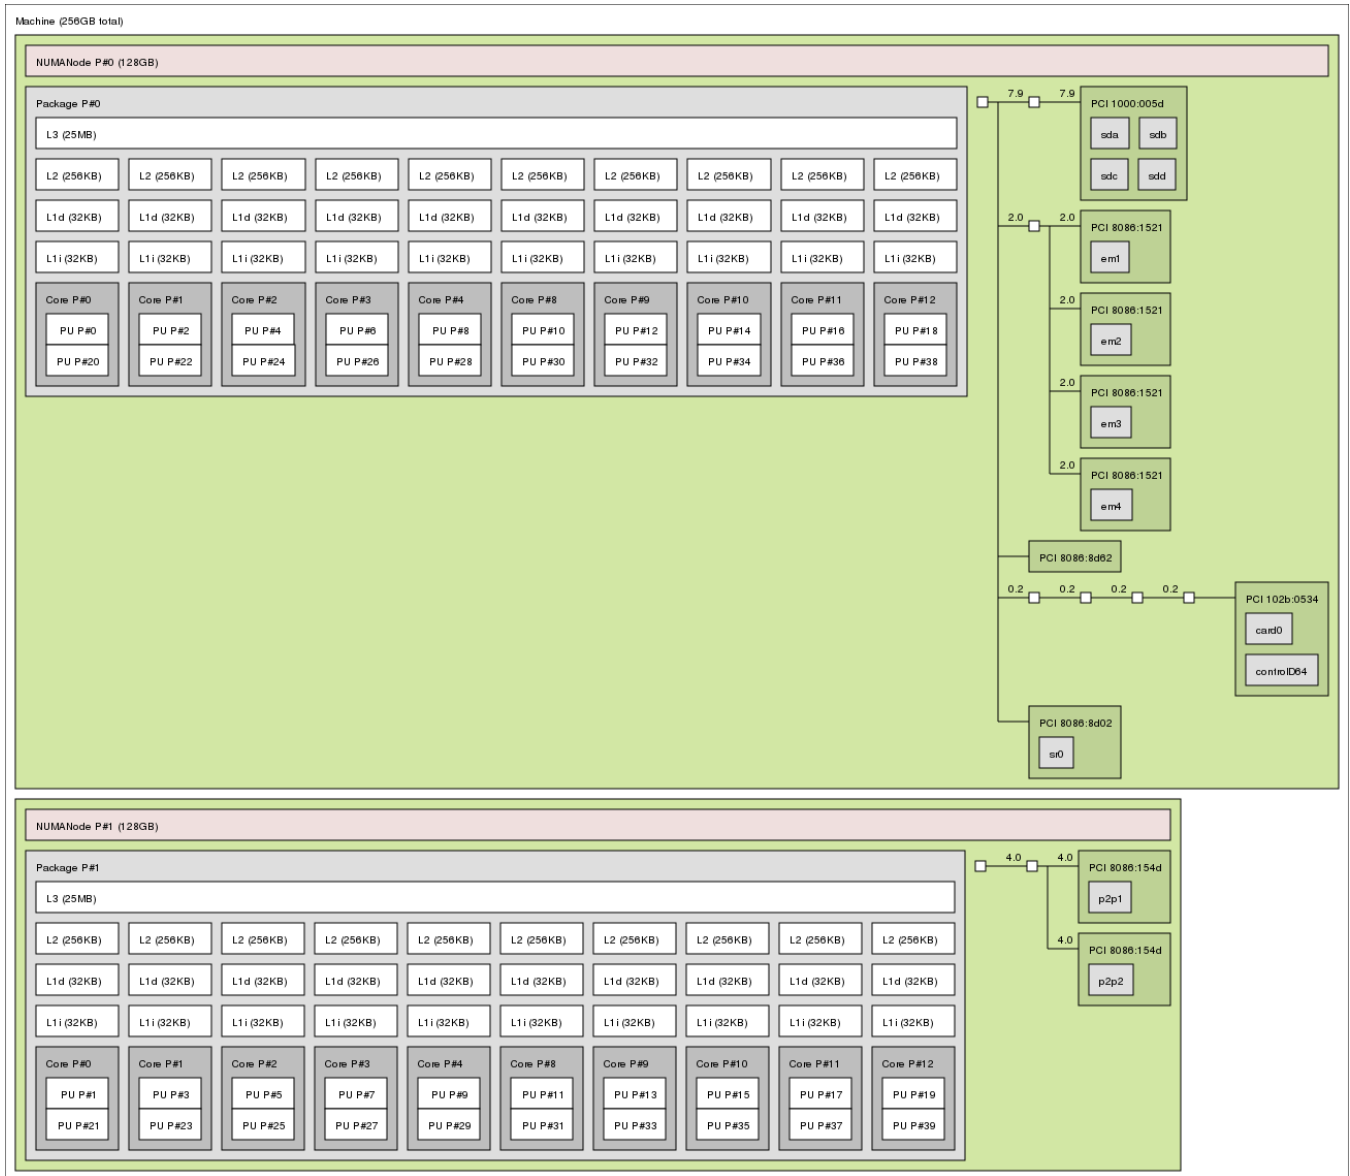 Machine (256GB total)
NUMANode P#0 (128GB)
Package P#0
L3 (25MB)
L2 (256KB) L2 (256KB) L2 (256KB) L2 (256KB) L2 (256KB) L2 (256KB) L2 (256KB) L2 (256KB) L2 (256KB) L2 (256KB)
L1d (32KB) L1d (32KB) L1d (32KB) L1d (32KB) L1d (32KB) L1d (32KB) L1d (32KB) L1d (32KB) L1d (32KB) L1d (32KB)
L1i (32KB) L1i (32KB) L1i (32KB) L1i (32KB) L1i (32KB) L1i (32KB) L1i (32KB) L1i (32KB) L1i (32KB) L1i (32KB)
Core P#0 Core P#1 Core P#2 Core P#3 Core P#4 Core P#8 Core P#9 Core P#10 Core P#11 Core P#12
PU P#0 PU P#2 PU P#4 PU P#6 PU P#8 PU P#10 PU P#12 PU P#14 PU P#16 PU P#18
PU P#20 PU P#22 PU P#24 PU P#26 PU P#28 PU P#30 PU P#32 PU P#34 PU P#36 PU P#38
7.9 7.9 PCI 1000:005d
sda sdb
sdc sdd
2.0 2.0 PCI 8086:1521
em1
2.0 PCI 8086:1521
em2
2.0 PCI 8086:1521
em3
2.0 PCI 8086:1521
em4
PCI 8086:8d62
0.2 0.2 0.2 0.2 PCI 102b:0534
card0
controlD64
PCI 8086:8d02
sr0
NUMANode P#1 (128GB)
Package P#1
L3 (25MB)
L2 (256KB) L2 (256KB) L2 (256KB) L2 (256KB) L2 (256KB) L2 (256KB) L2 (256KB) L2 (256KB) L2 (256KB) L2 (256KB)
L1d (32KB) L1d (32KB) L1d (32KB) L1d (32KB) L1d (32KB) L1d (32KB) L1d (32KB) L1d (32KB) L1d (32KB) L1d (32KB)
L1i (32KB) L1i (32KB) L1i (32KB) L1i (32KB) L1i (32KB) L1i (32KB) L1i (32KB) L1i (32KB) L1i (32KB) L1i (32KB)
Core P#0 Core P#1 Core P#2 Core P#3 Core P#4 Core P#8 Core P#9 Core P#10 Core P#11 Core P#12
PU P#1 PU P#3 PU P#5 PU P#7 PU P#9 PU P#11 PU P#13 PU P#15 PU P#17 PU P#19
PU P#21 PU P#23 PU P#25 PU P#27 PU P#29 PU P#31 PU P#33 PU P#35 PU P#37 PU P#39
4.0 4.0 PCI 8086:154d
p2p1
4.0 PCI 8086:154d
p2p2